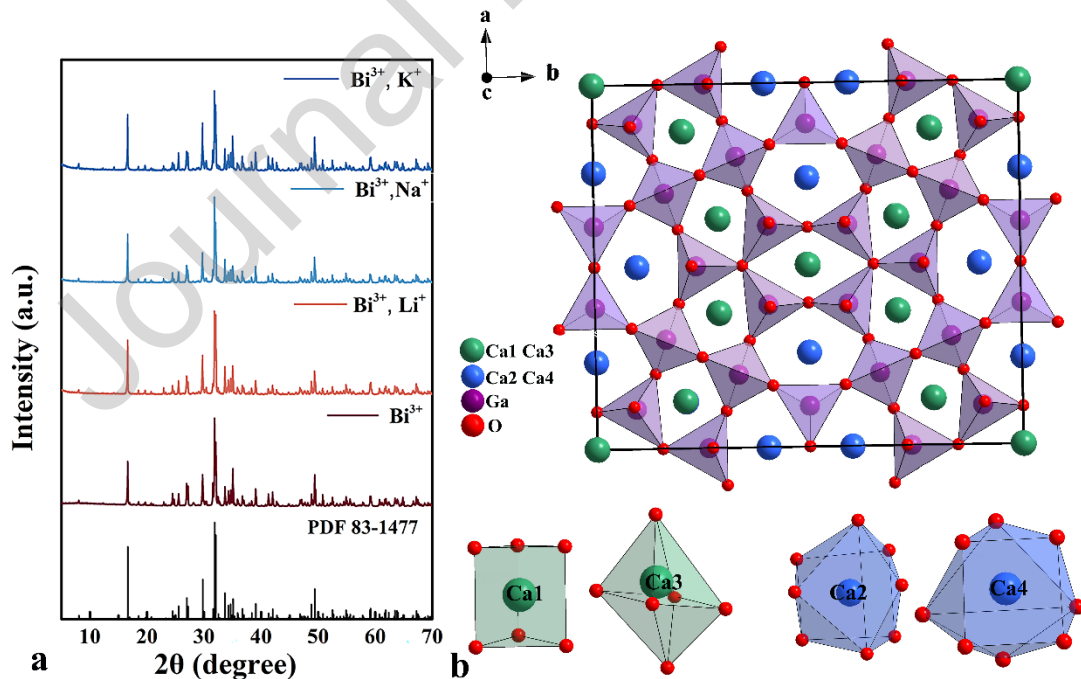 Journal
Intensity (a.u.)
Bi³⁺, K⁺
Bi³⁺,Na⁺
Bi³⁺, Li⁺
Bi³⁺
PDF 83-1477
10 20 30 40 50 60 70
2θ (degree)
a
a
b
c
Ca1 Ca3
Ca2 Ca4
Ga
O
Ca1
Ca3
Ca2
Ca4
b